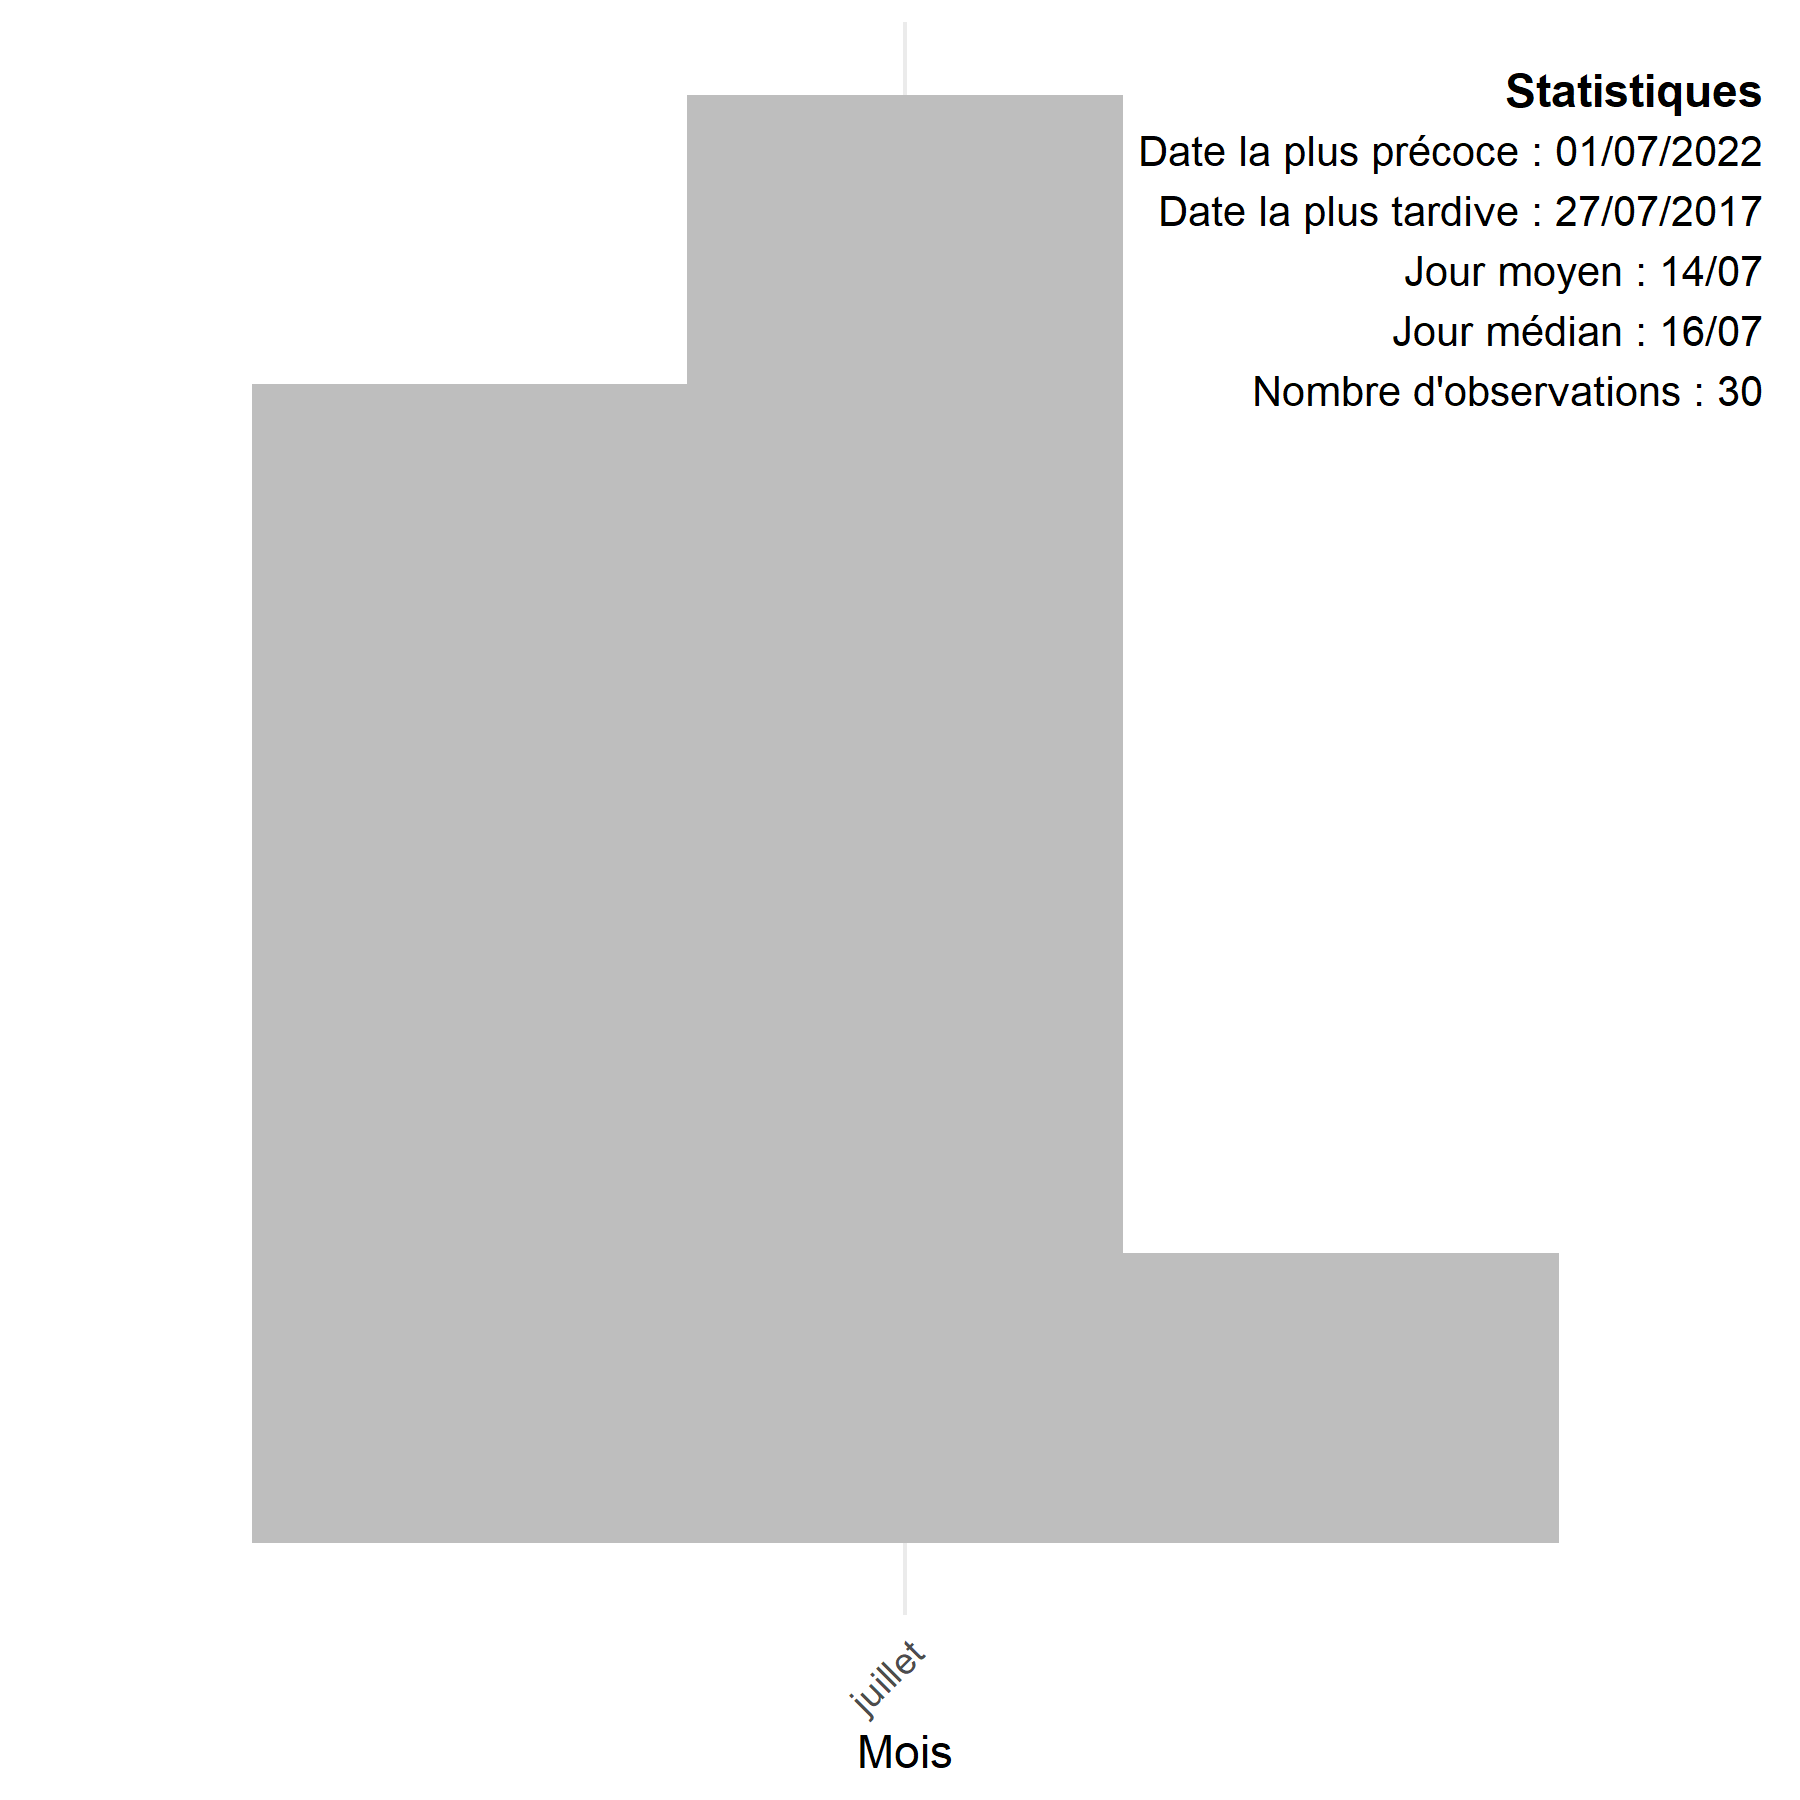 Statistiques
Date la plus précoce : 01/07/2022
Date la plus tardive : 27/07/2017
Jour moyen : 14/07
Jour médian : 16/07
Nombre d'observations : 30
juillet
Mois